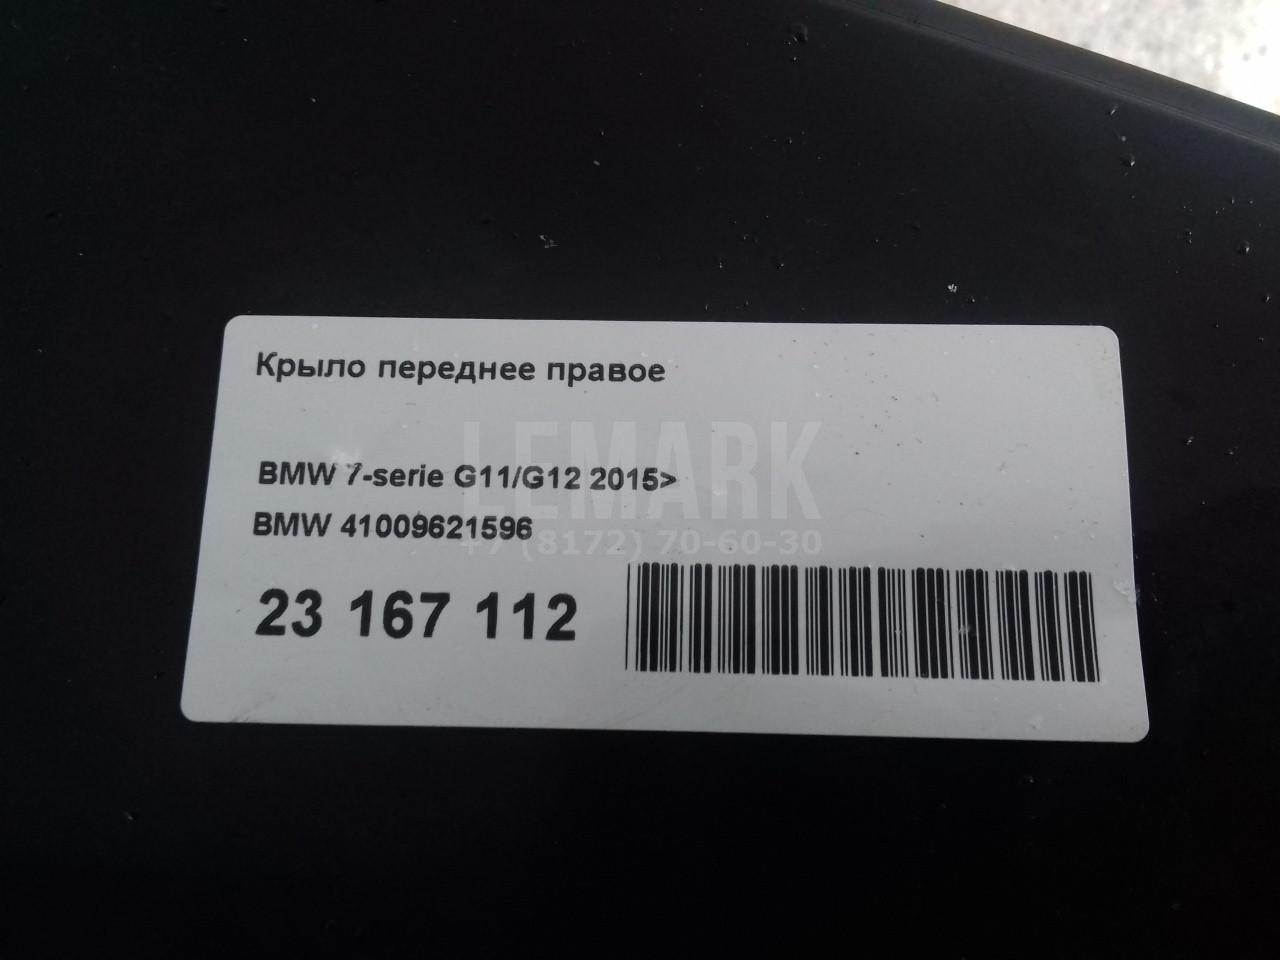 Крыло переднее правое
LEMARK
BMW 7-serie G11/G12 2015>
BMW 41009621596
+7 (8172) 70-60-30
23 167 112